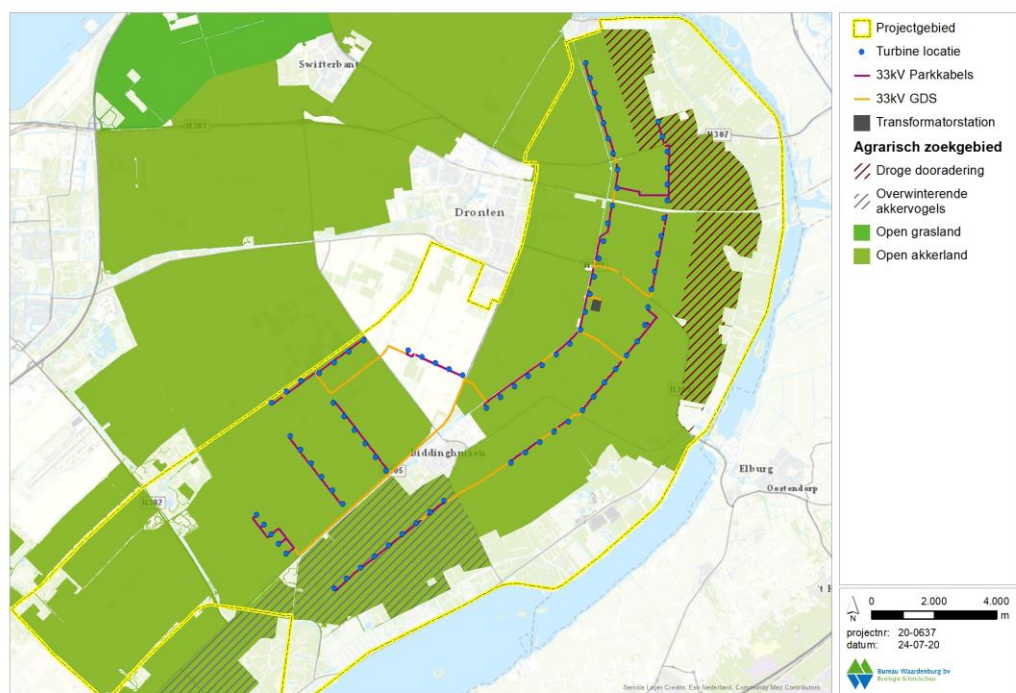 Swifterbant
N307
N307
Dronten
Biddinghuizen
N305
N302
Elburg
Oostendorp
't H
Service Layer Credits: Esri Nederland, Community Map Contributors
Projectgebied
Turbine locatie
33kV Parkkabels
33kV GDS
Transformatorstation
Agrarisch zoekgebied
Droge dooradering
Overwinterende
akkervogels
Open grasland
Open akkerland
N
0 2.000 4.000
m
projectnr: 20-0637
datum: 24-07-20
Bureau Waardenburg bv
Ecologie & landschap